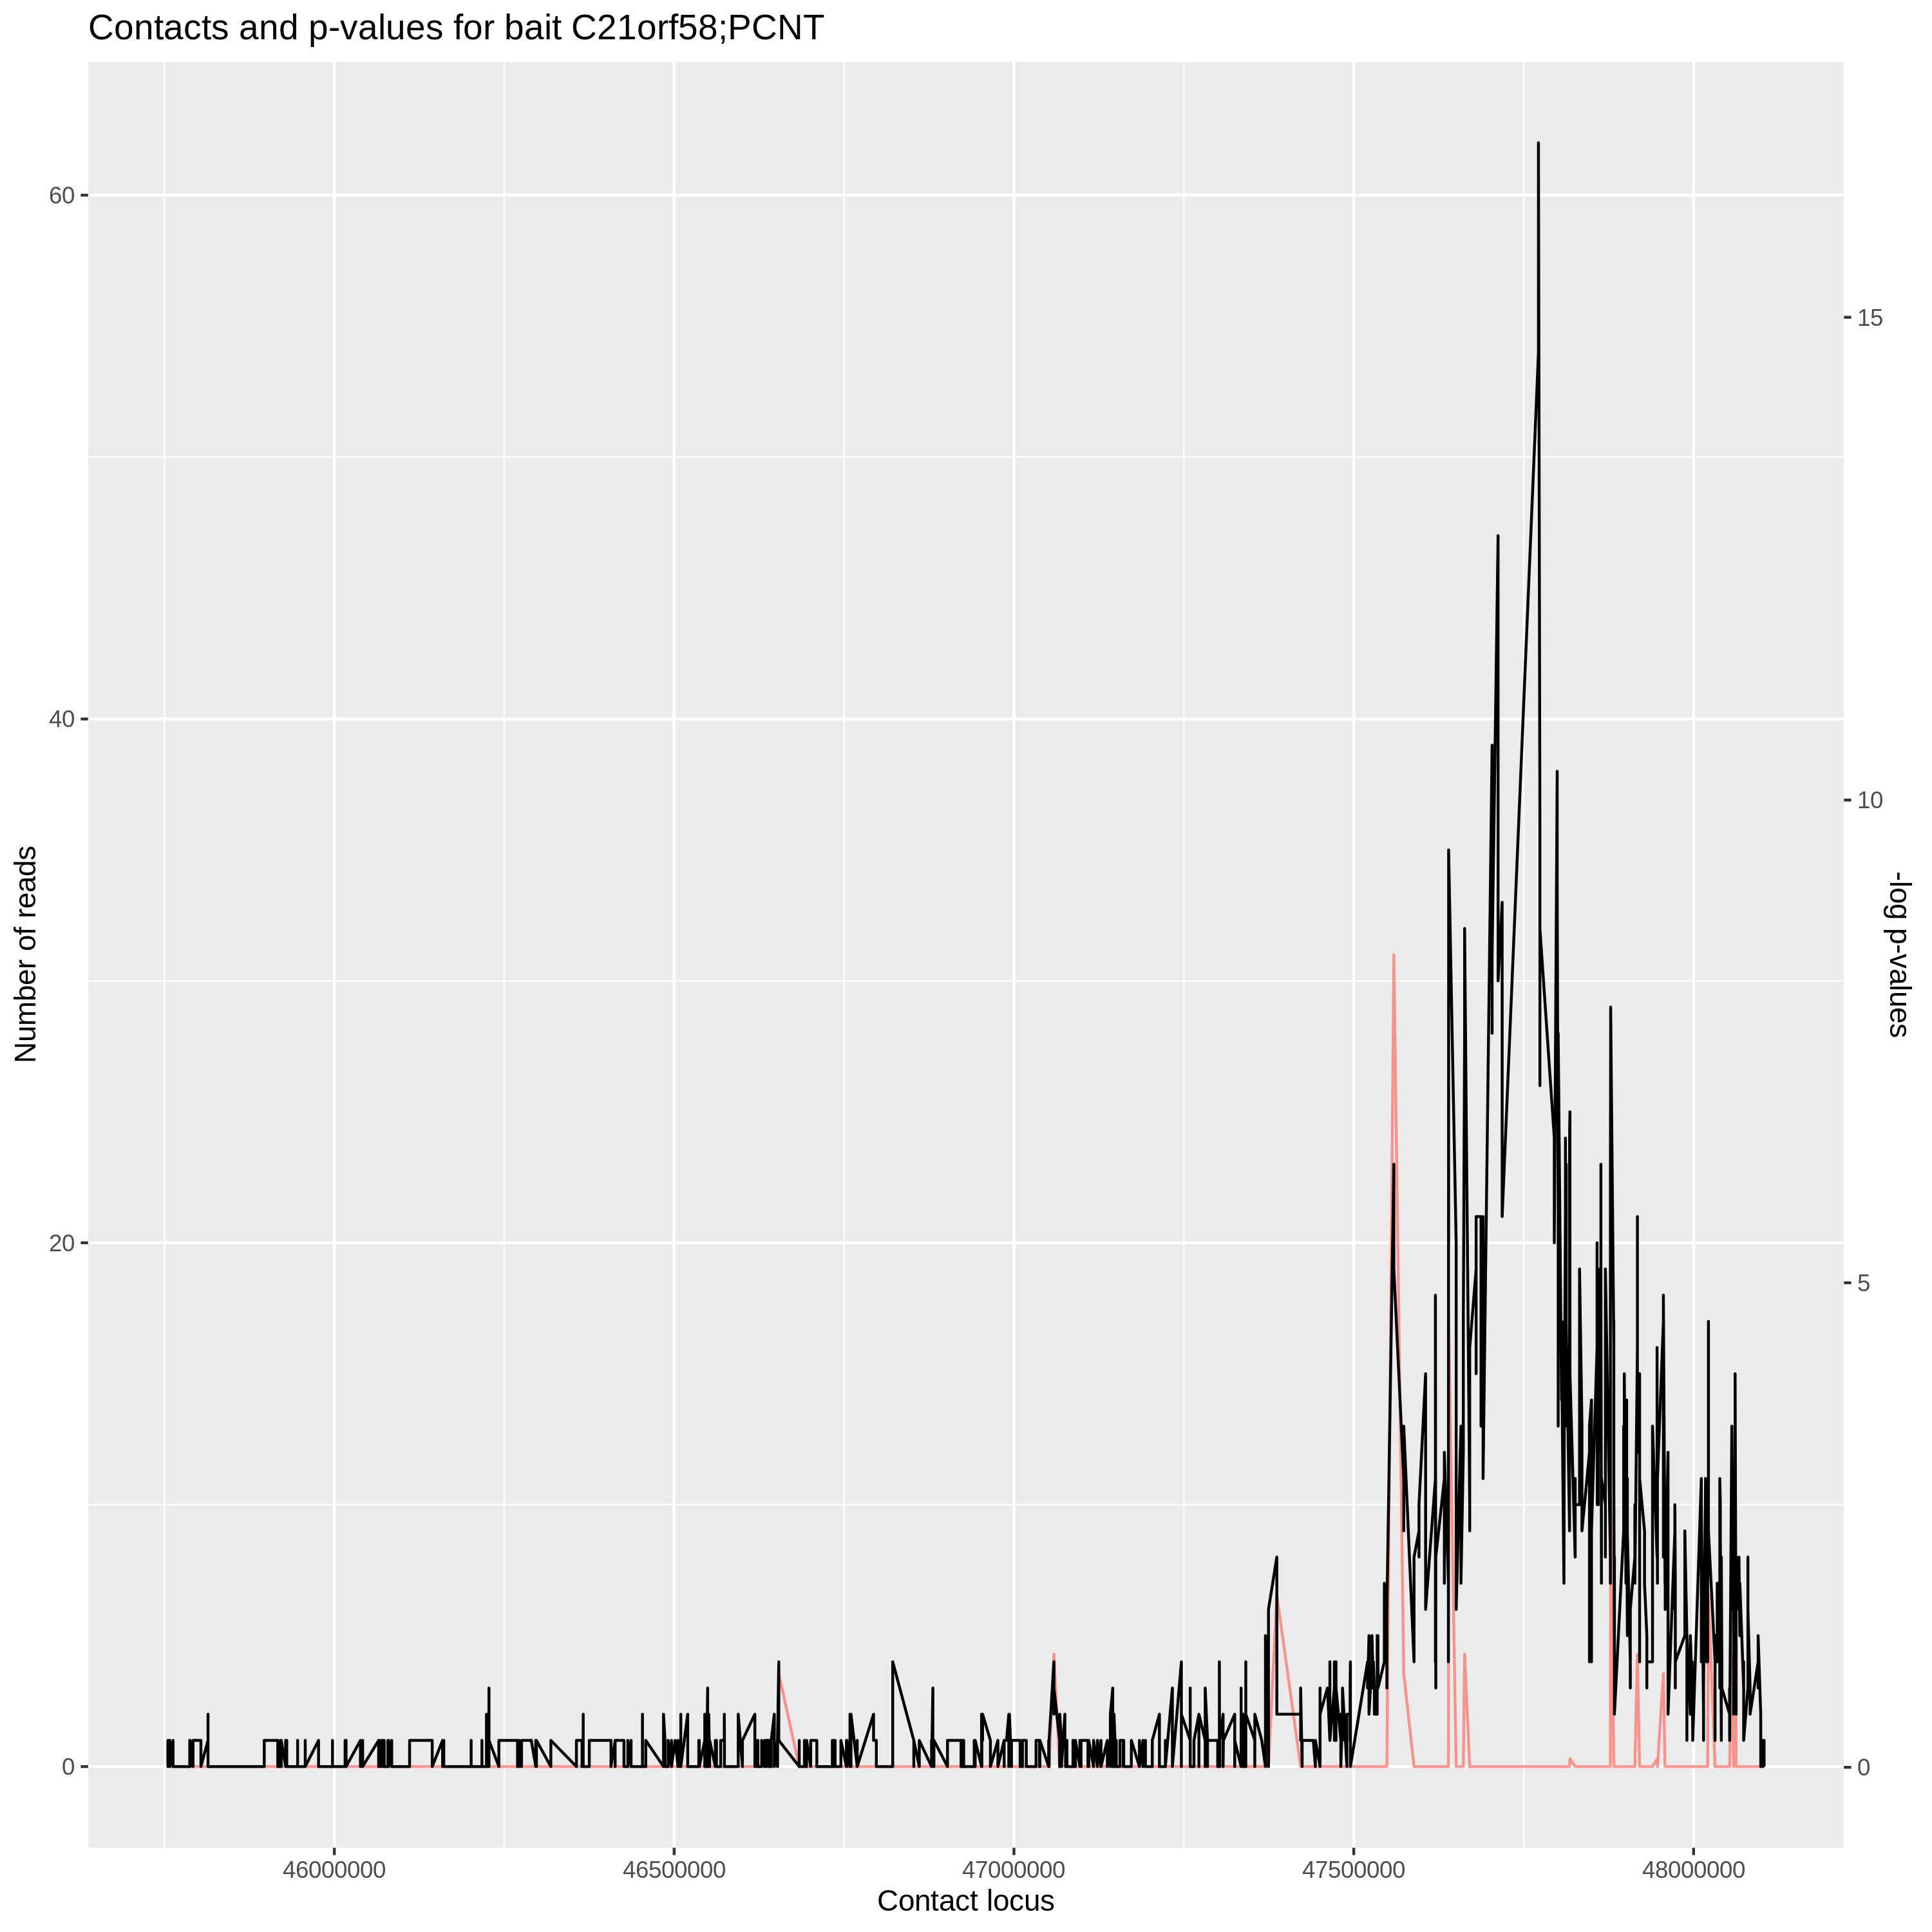 Contacts and p-values for bait C21orf58;PCNT
60
40
20
0
Number of reads
15
10
5
0
-log p-values
46000000 46500000 47000000 47500000 48000000
Contact locus